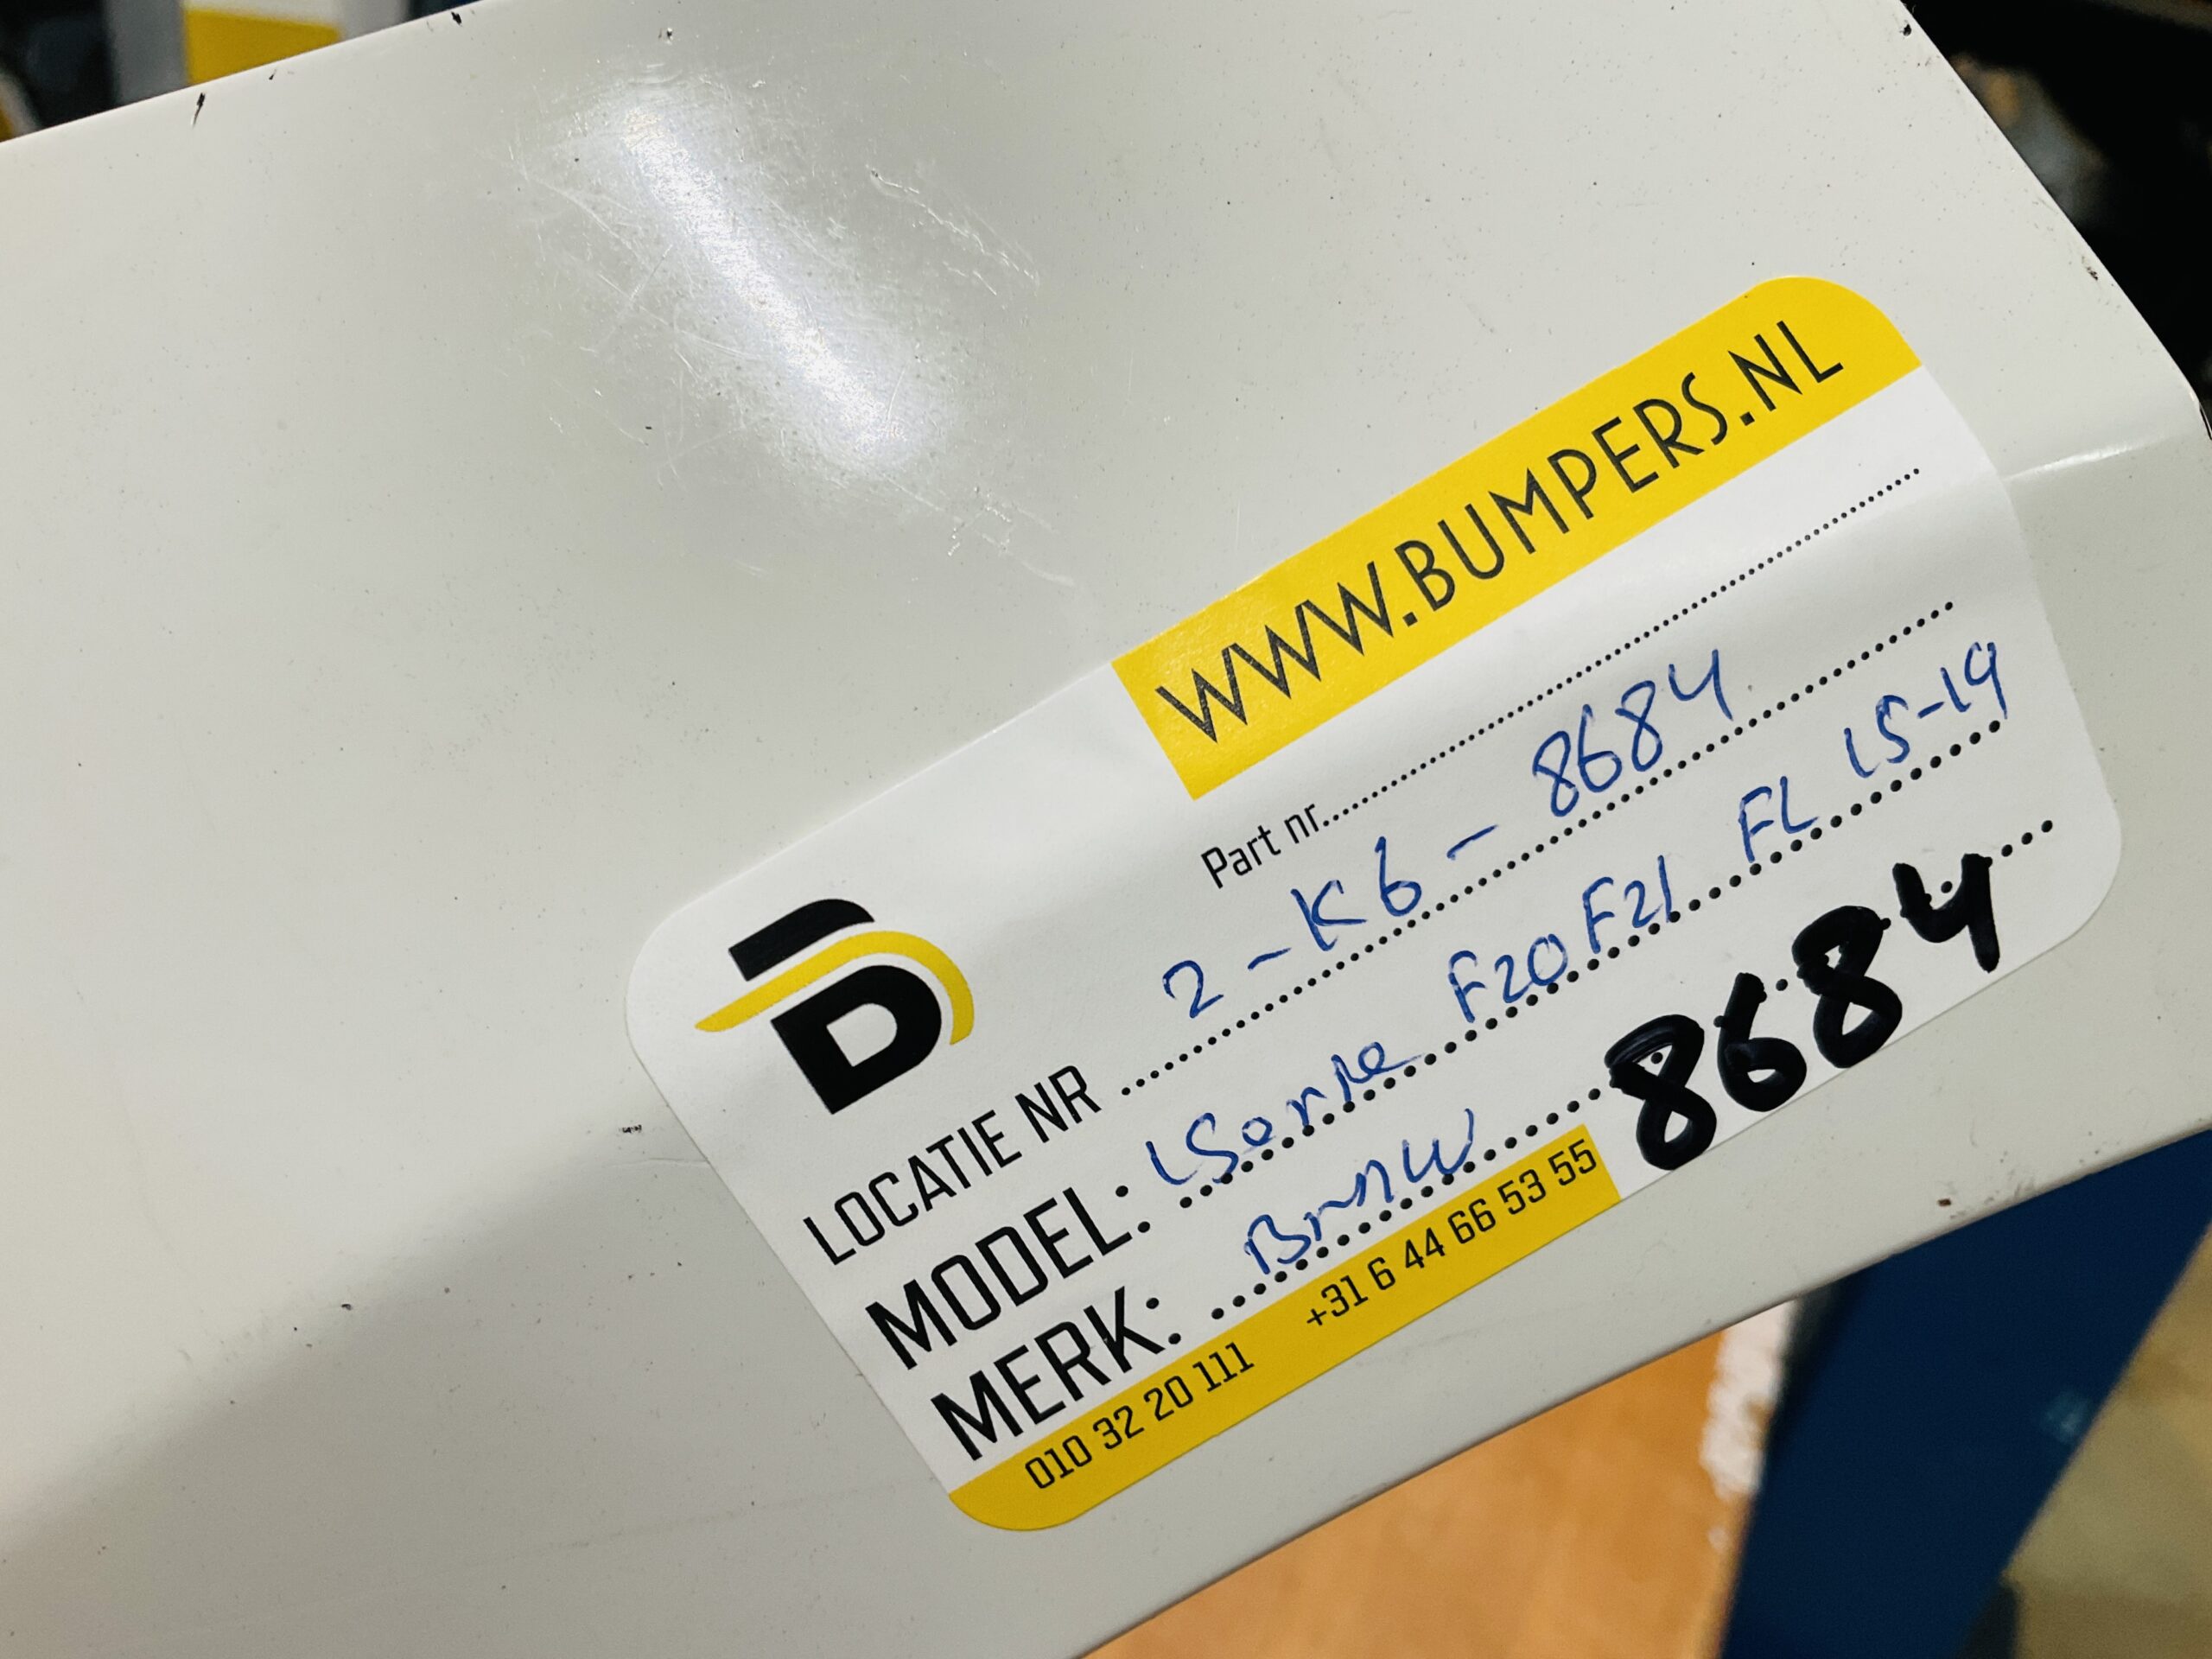 WWW.BUMPERS.NL
Part nr..........
LOCATIE NR 2-K6-8684
MODEL: 1Serie F20 F21 FL 15-19
MERK: BMW 8684
010 32 20 111 +31 6 44 66 53 55